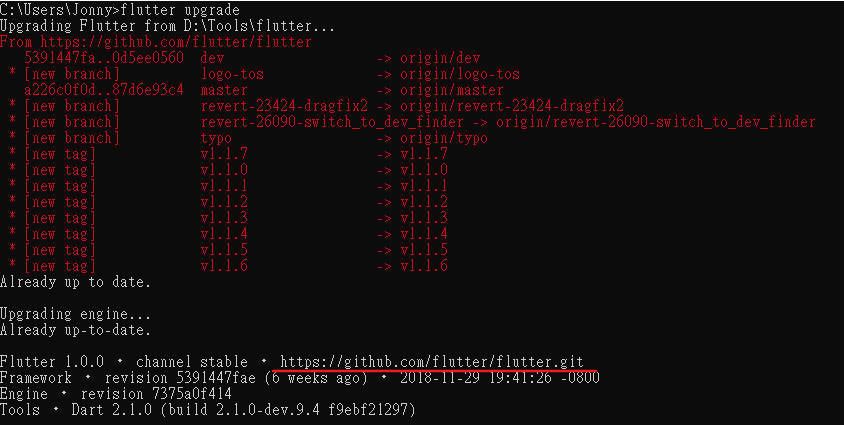 C:\Users\Jonny>flutter upgrade
Upgrading Flutter from D:\Tools\flutter...
From https://github.com/flutter/flutter
   5391447fa..0d5ee0560  dev                   -> origin/dev
 * [new branch]          logo-tos              -> origin/logo-tos
   a226c0f0d..87d6e93c4  master                -> origin/master
 * [new branch]          revert-23424-dragfix2 -> origin/revert-23424-dragfix2
 * [new branch]          revert-26090-switch_to_dev_finder -> origin/revert-26090-switch_to_dev_finder
 * [new branch]          typo                  -> origin/typo
 * [new tag]             v1.1.7                -> v1.1.7
 * [new tag]             v1.1.0                -> v1.1.0
 * [new tag]             v1.1.1                -> v1.1.1
 * [new tag]             v1.1.2                -> v1.1.2
 * [new tag]             v1.1.3                -> v1.1.3
 * [new tag]             v1.1.4                -> v1.1.4
 * [new tag]             v1.1.5                -> v1.1.5
 * [new tag]             v1.1.6                -> v1.1.6
Already up to date.
Upgrading engine...
Already up-to-date.
Flutter 1.0.0 • channel stable • https://github.com/flutter/flutter.git
Framework • revision 5391447fae (6 weeks ago) • 2018-11-29 19:41:26 -0800
Engine • revision 7375a0f414
Tools • Dart 2.1.0 (build 2.1.0-dev.9.4 f9ebf21297)